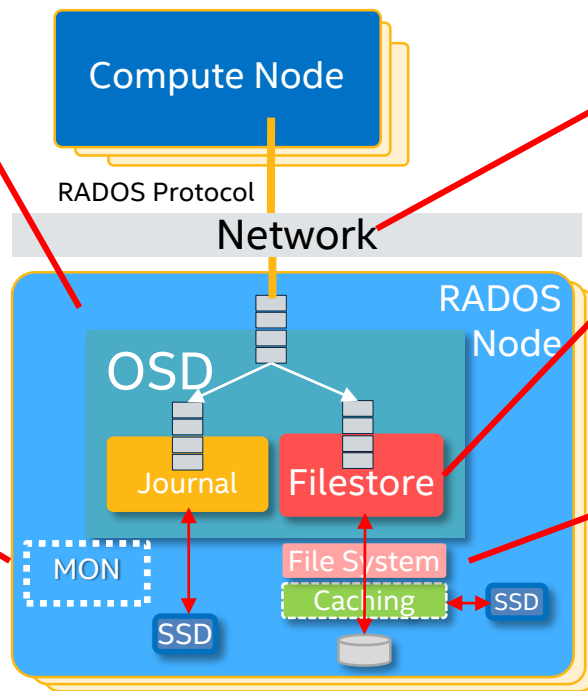 Compute Node
RADOS Protocol
Network
RADOS
Node
OSD
Journal
Filestore
MON
File System
Caching
SSD
SSD